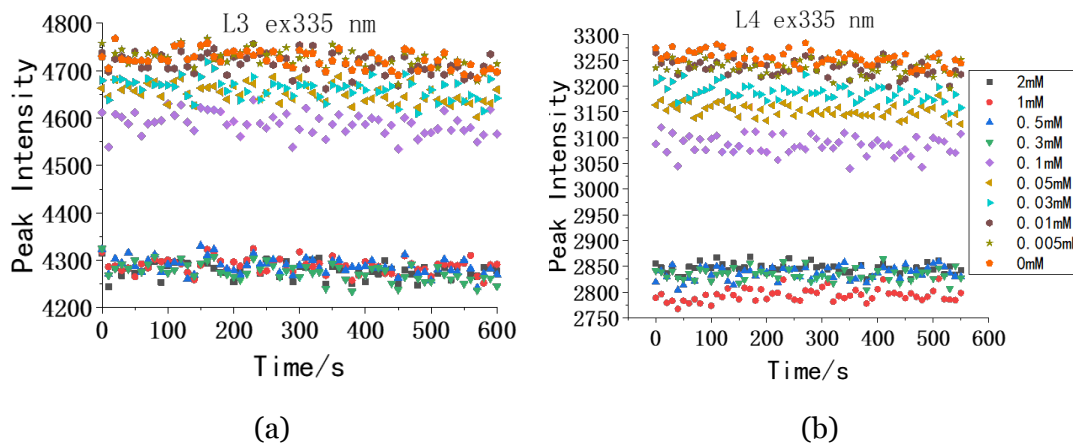 L3 ex335 nm
4800
4700
4600
4500
4400
4300
4200
Peak Intensity
0 100 200 300 400 500 600
Time/s
(a)
L4 ex335 nm
3300
3250
3200
3150
3100
3050
3000
2950
2900
2850
2800
2750
Peak Intensity
0 100 200 300 400 500 600
Time/s
(b)
2mM
1mM
0.5mM
0.3mM
0.1mM
0.05mM
0.03mM
0.01mM
0.005m
0mM